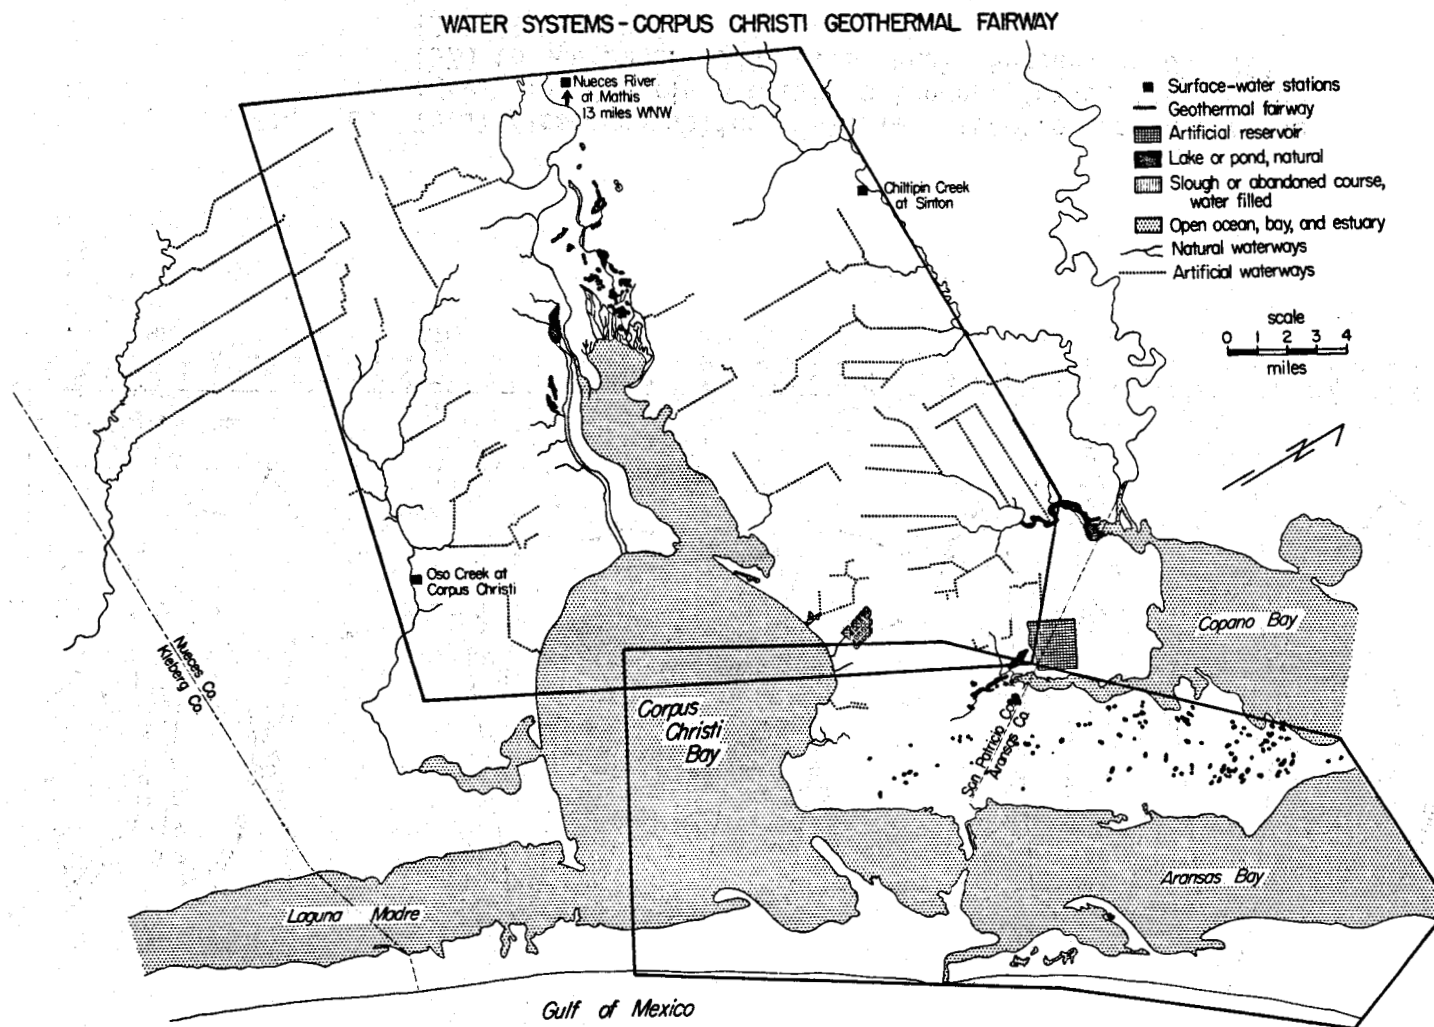 WATER SYSTEMS-CORPUS CHRISTI GEOTHERMAL FAIRWAY
Nueces River
at Mathis
13 miles WNW
Surface-water stations
Geothermal fairway
Artificial reservoir
Lake or pond, natural
Slough or abandoned course,
water filled
Open ocean, bay, and estuary
Natural waterways
Artificial waterways
Chiltipin Creek
at Sinton
scale
0 1 2 3 4
miles
N
Oso Creek at
Corpus Christi
Nueces Co.
Kleberg Co.
Copano Bay
Corpus
Christi
Bay
San Patricio Co.
Aransas Co.
Aransas Bay
Laguna Madre
Gulf of Mexico